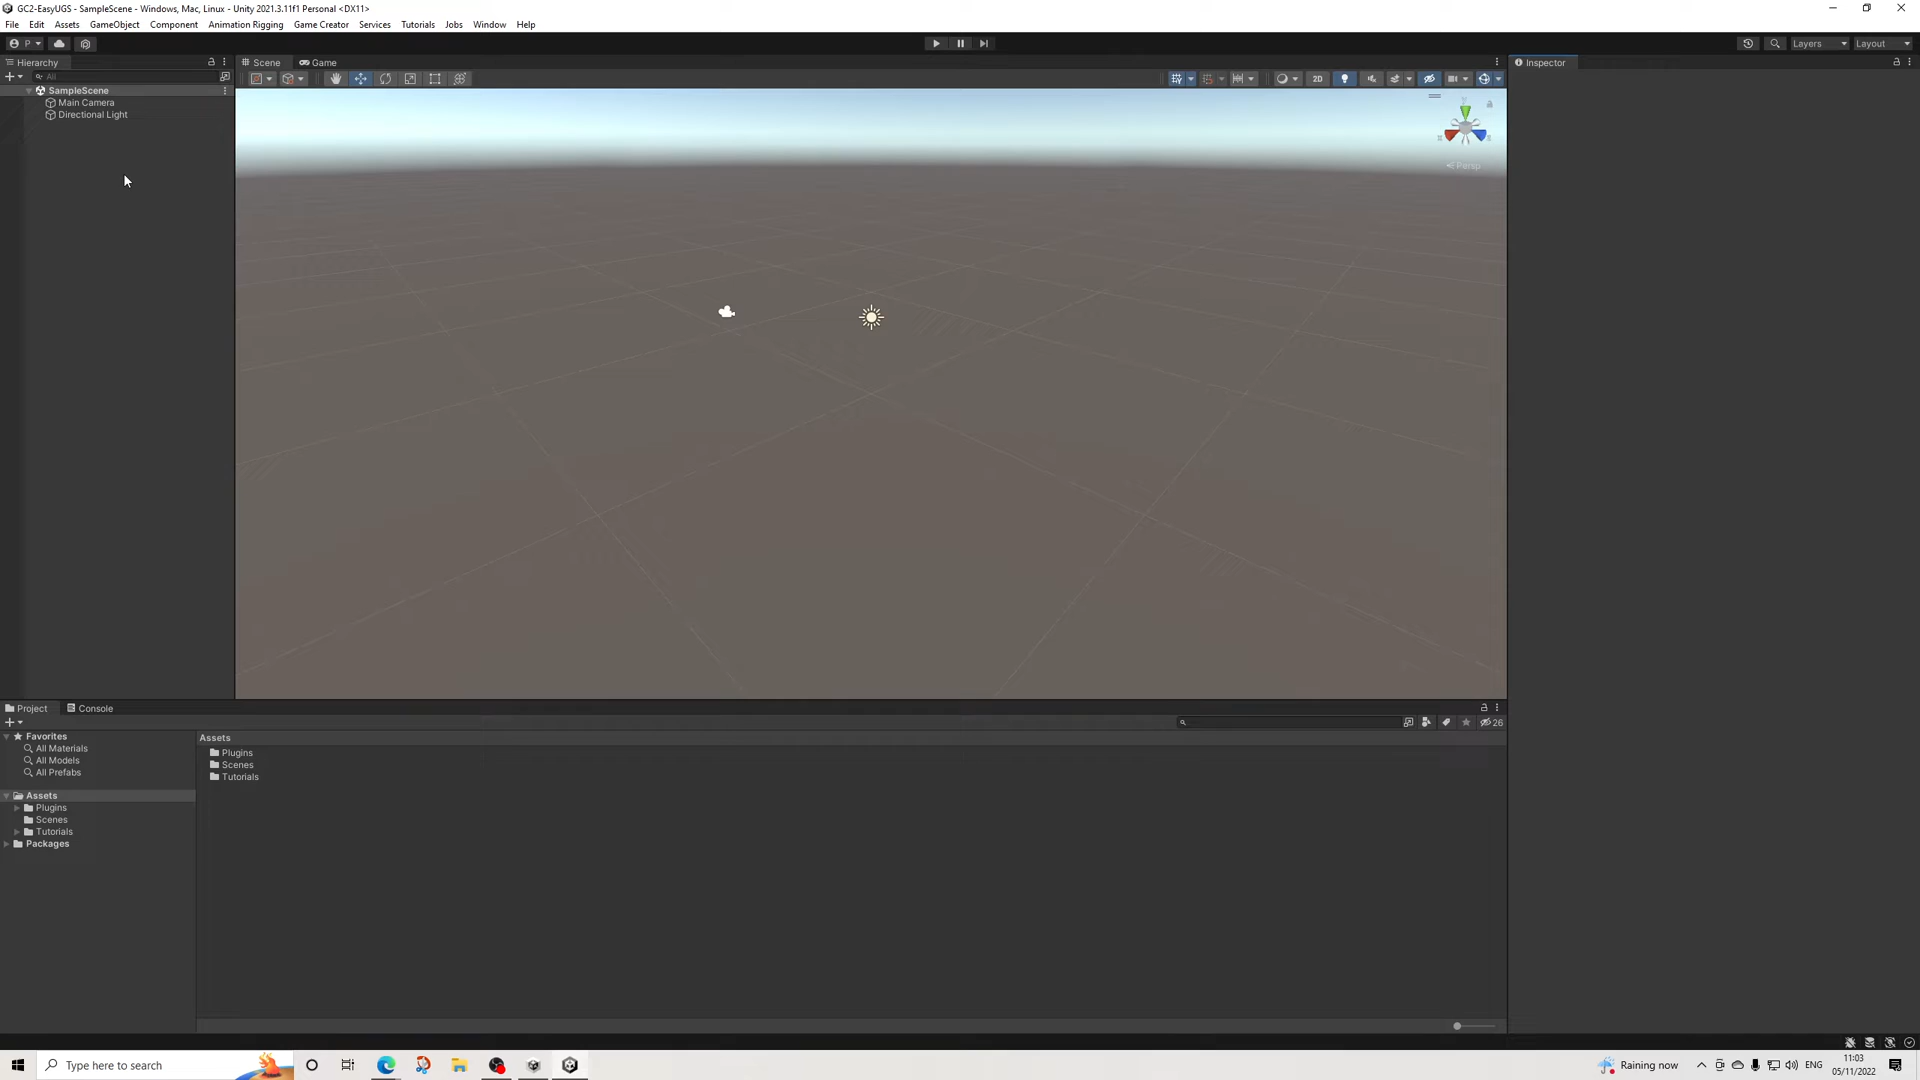 GC2-EasyUGS - SampleScene - Windows, Mac, Linux - Unity 2021.3.11f1 Personal <DX11>
File Edit Assets GameObject Component Animation Rigging Game Creator Services Tutorials Jobs Window Help
P Layers Layout
Hierarchy Scene Game Inspector
All 2D
SampleScene
Main Camera
Directional Light
Persp
Project Console
26
Favorites
All Materials
All Models
All Prefabs
Assets
Plugins
Scenes
Tutorials
Packages
Assets
Plugins
Scenes
Tutorials
Type here to search Raining now ENG 11:03
05/11/2022